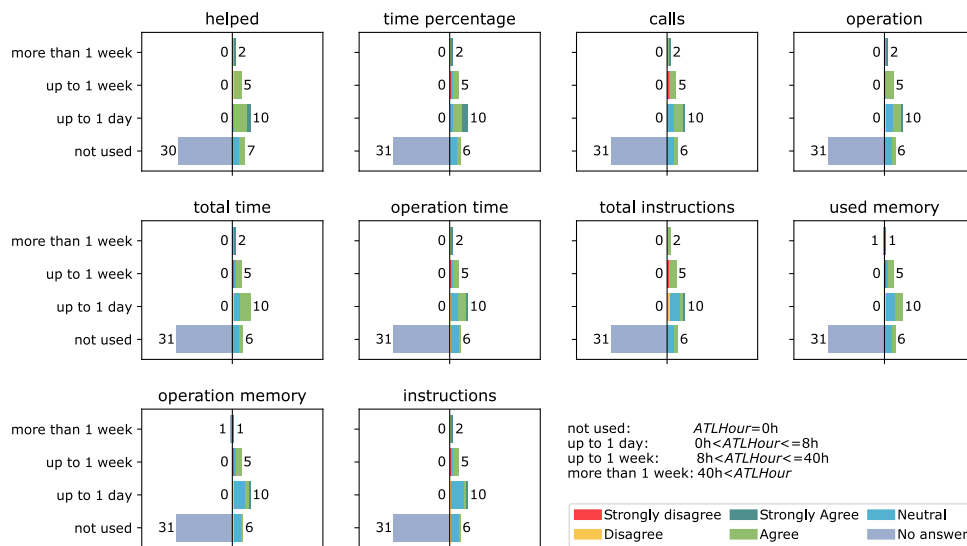 helped
time percentage
calls
operation
more than 1 week 0 2 0 2 0 2 0 2
up to 1 week 0 5 0 5 0 5 0 5
up to 1 day 0 10 0 10 0 10 0 10
not used 30 7 31 6 31 6 31 6
total time
operation time
total instructions
used memory
more than 1 week 0 2 0 2 0 2 1 1
up to 1 week 0 5 0 5 0 5 0 5
up to 1 day 0 10 0 10 0 10 0 10
not used 31 6 31 6 31 6 31 6
operation memory
instructions
more than 1 week 1 1 0 2
up to 1 week 0 5 0 5
up to 1 day 0 10 0 10
not used 31 6 31 6
not used: ATLHour=0h
up to 1 day: 0h<ATLHour<=8h
up to 1 week: 8h<ATLHour<=40h
more than 1 week: 40h<ATLHour
Strongly disagree Strongly Agree Neutral
Disagree Agree No answer